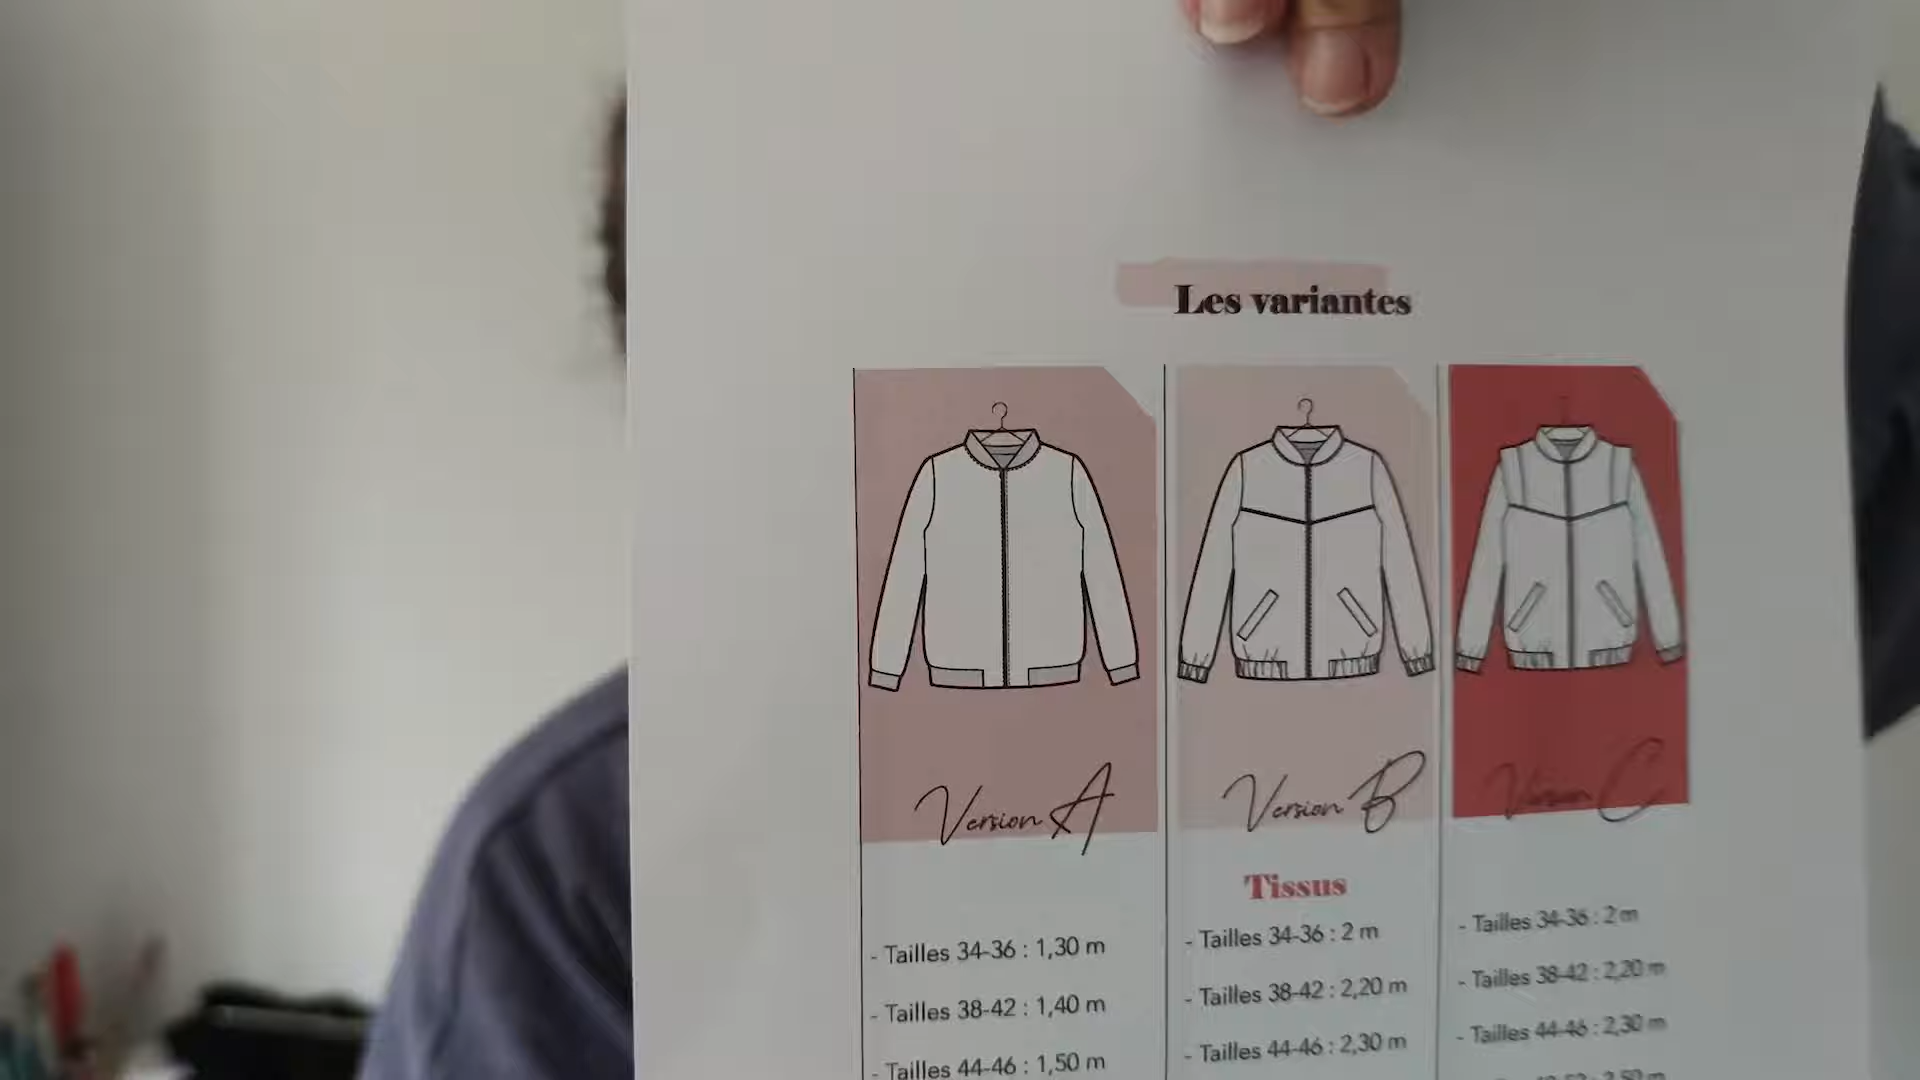 Les variantes
Version A
Version B
Version C
Tissus
- Tailles 34-36 : 1,30 m
- Tailles 38-42 : 1,40 m
- Tailles 44-46 : 1,50 m
- Tailles 34-36 : 2 m
- Tailles 38-42 : 2,20 m
- Tailles 44-46 : 2,30 m
- Tailles 34-36 : 2 m
- Tailles 38-42 : 2,20 m
- Tailles 44-46 : 2,30 m